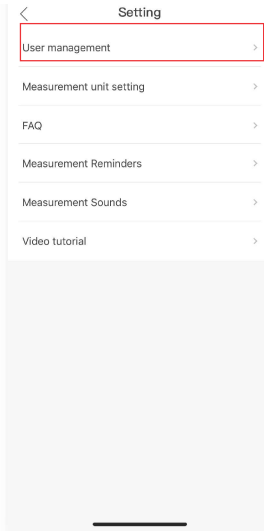 Setting
User management
Measurement unit setting
FAQ
Measurement Reminders
Measurement Sounds
Video tutorial